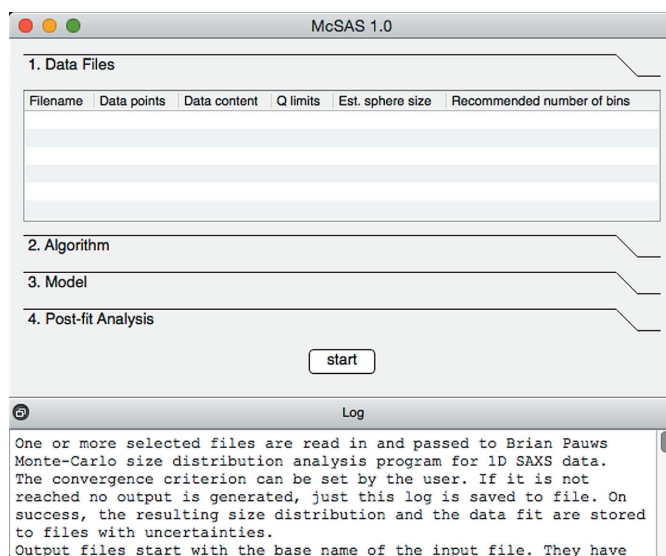 McSAS 1.0
1. Data Files
Filename Data points Data content Q limits Est. sphere size Recommended number of bins
2. Algorithm
3. Model
4. Post-fit Analysis
start
Log
One or more selected files are read in and passed to Brian Pauws
Monte-Carlo size distribution analysis program for 1D SAXS data.
The convergence criterion can be set by the user. If it is not
reached no output is generated, just this log is saved to file. On
success, the resulting size distribution and the data fit are stored
to files with uncertainties.
Output files start with the base name of the input file. They have